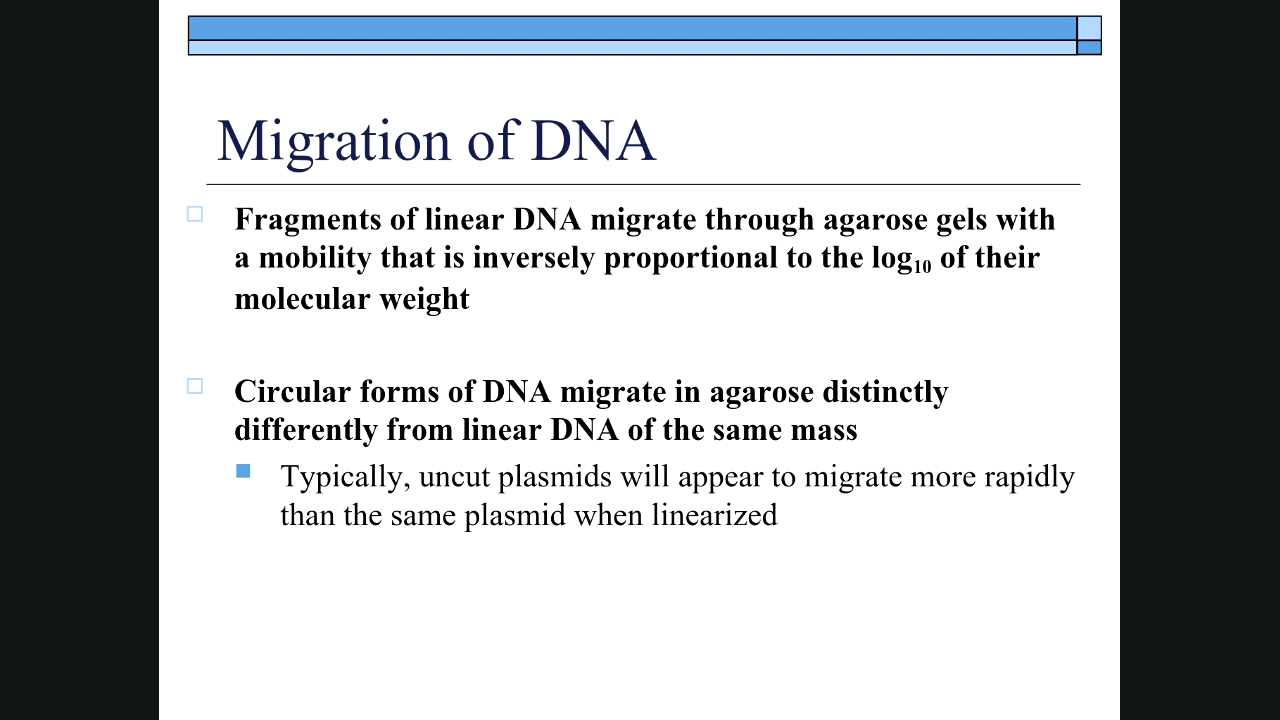 Migration of DNA
Fragments of linear DNA migrate through agarose gels with
a mobility that is inversely proportional to the log₁₀ of their
molecular weight
Circular forms of DNA migrate in agarose distinctly
differently from linear DNA of the same mass
Typically, uncut plasmids will appear to migrate more rapidly
than the same plasmid when linearized